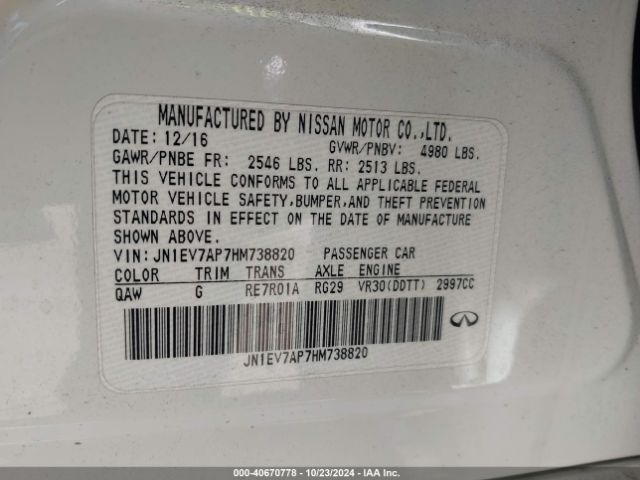 MANUFACTURED BY NISSAN MOTOR CO.,LTD.
DATE: 12/16 GVWR/PNBV: 4980 LBS.
GAWR/PNBE FR: 2546 LBS. RR: 2513 LBS.
THIS VEHICLE CONFORMS TO ALL APPLICABLE FEDERAL
MOTOR VEHICLE SAFETY,BUMPER,AND THEFT PREVENTION
STANDARDS IN EFFECT ON THE DATE OF MANUFACTURE
SHOWN ABOVE.
VIN: JN1EV7AP7HM738820 PASSENGER CAR
COLOR TRIM TRANS AXLE ENGINE
QAW G RE7R01A RG29 VR30(DDTT) 2997CC
JN1EV7AP7HM738820
000-40670778 - 10/23/2024 - IAA Inc.